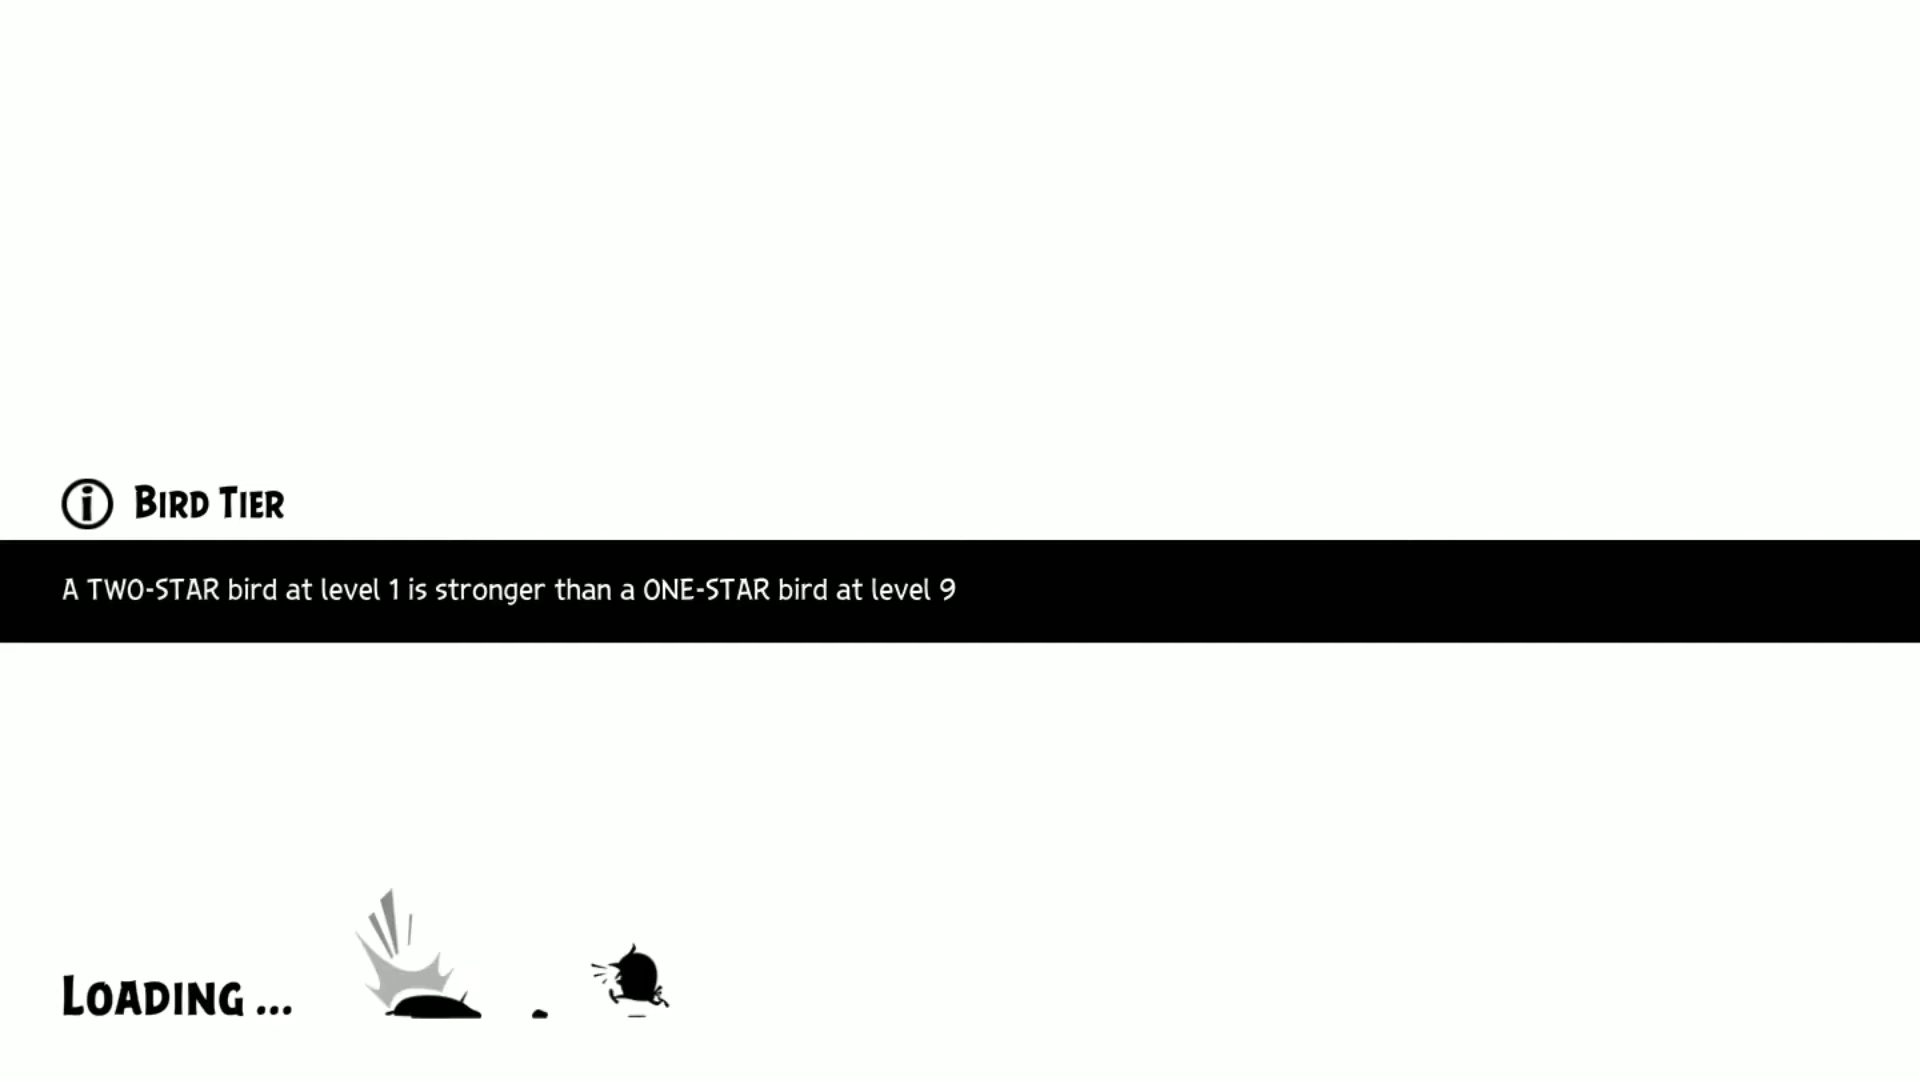 Bird Tier
A TWO-STAR bird at level 1 is stronger than a ONE-STAR bird at level 9
Loading ...